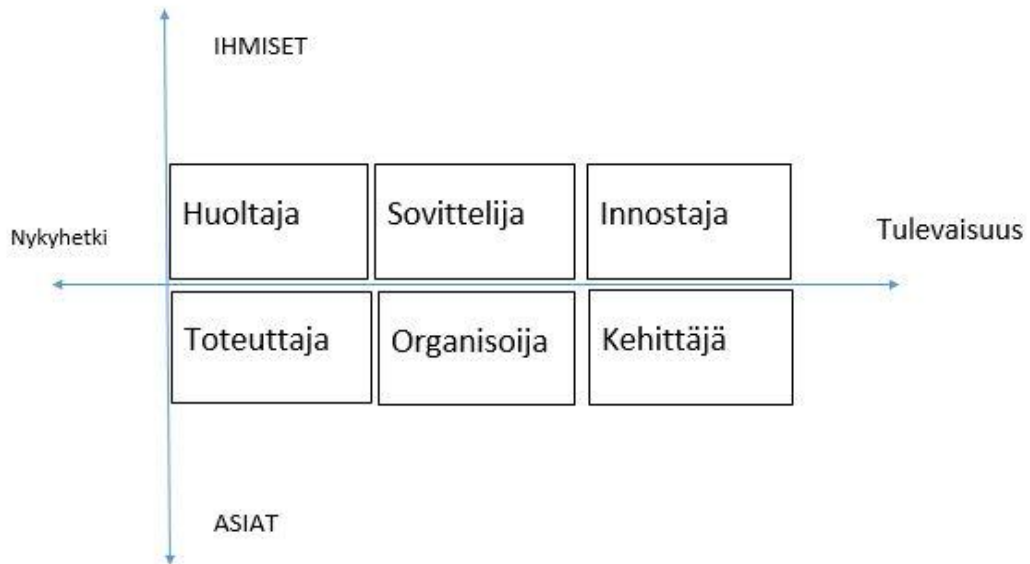 IHMISET
Huoltaja
Sovittelija
Innostaja
Nykyhetki
Tulevaisuus
Toteuttaja
Organisoija
Kehittäjä
ASIAT